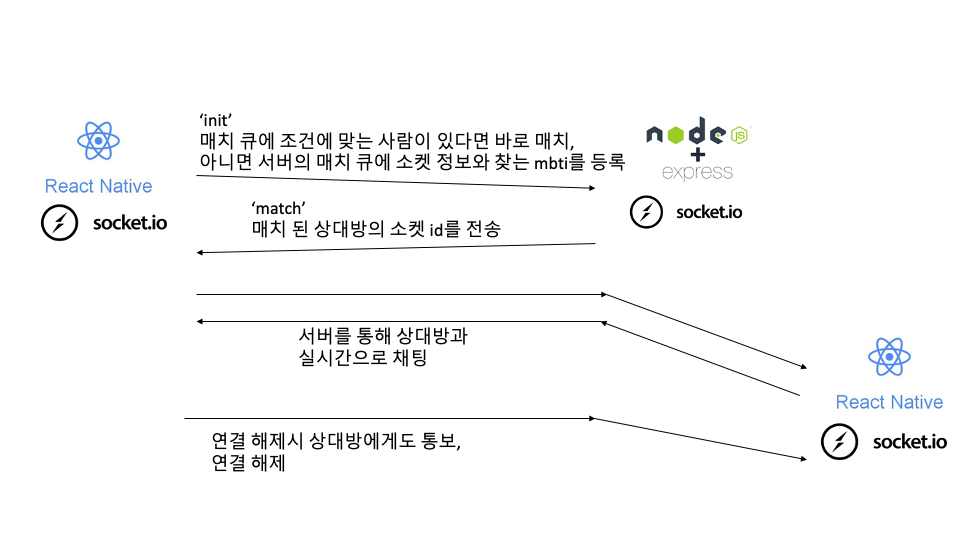 ‘init’
매치 큐에 조건에 맞는 사람이 있다면 바로 매치,
아니면 서버의 매치 큐에 소켓 정보와 찾는 mbti를 등록
React Native
socket.io
node
JS
+
express
socket.io
‘match’
매치 된 상대방의 소켓 id를 전송
서버를 통해 상대방과
실시간으로 채팅
React Native
socket.io
연결 해제시 상대방에게도 통보,
연결 해제